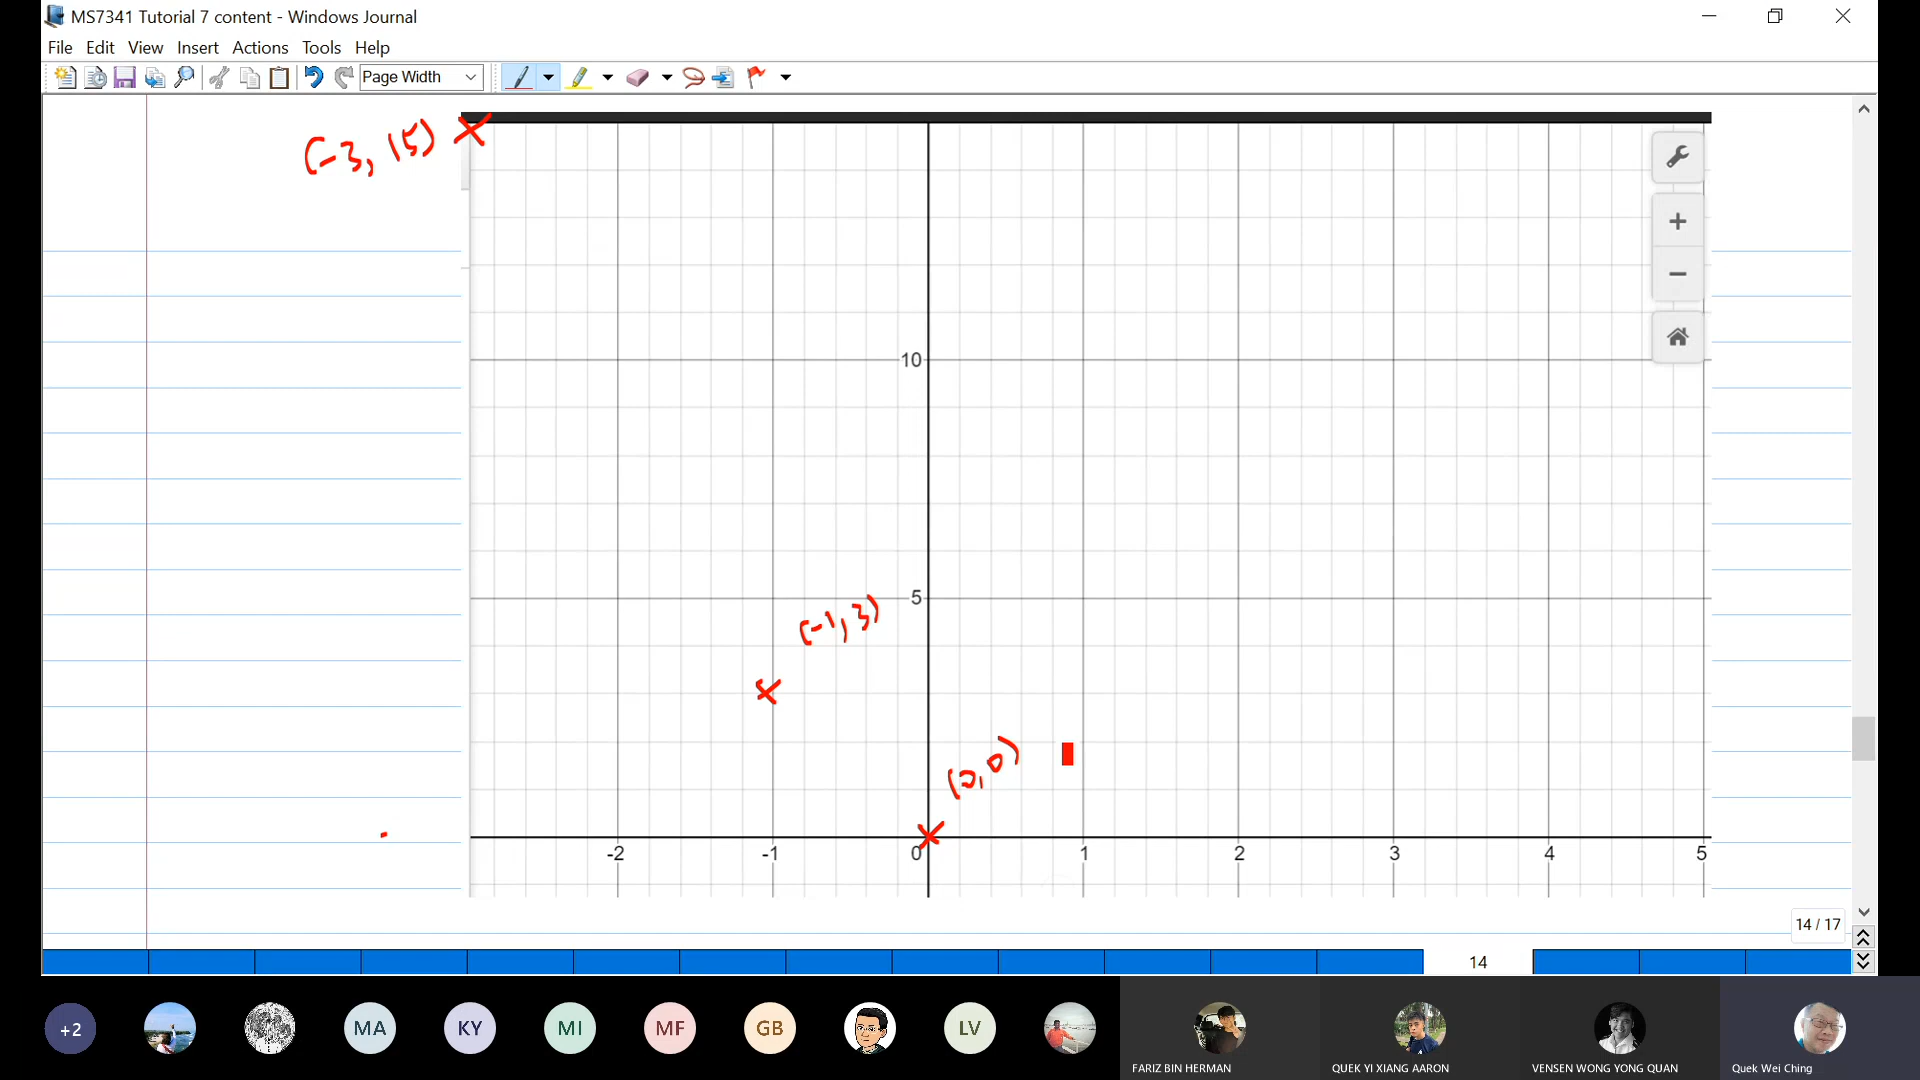 MS7341 Tutorial 7 content - Windows Journal
File Edit View Insert Actions Tools Help
Page Width
(-3, 15)
10
5
(-1, 3)
(0,0)
-2 -1 0 1 2 3 4 5
14 / 17
14
+2 MA KY MI MF GB LV
FARIZ BIN HERMAN QUEK YI XIANG AARON VENSEN WONG YONG QUAN Quek Wei Ching